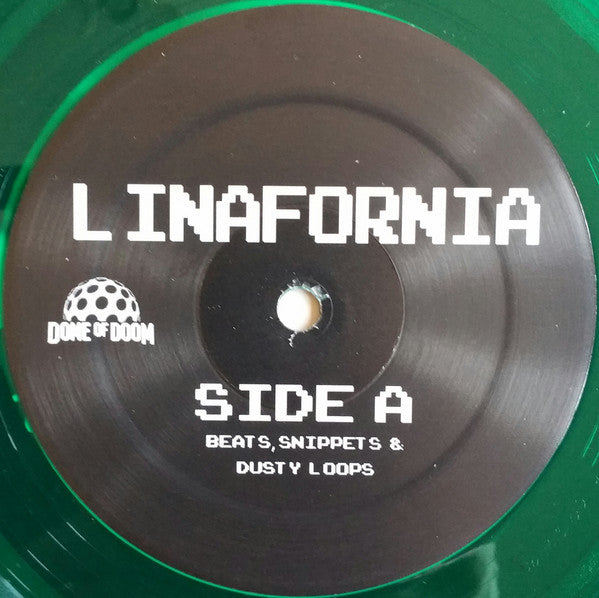 LINAFORNIA
DOME OF DOOM
SIDE A
BEATS, SNIPPETS &
DUSTY LOOPS